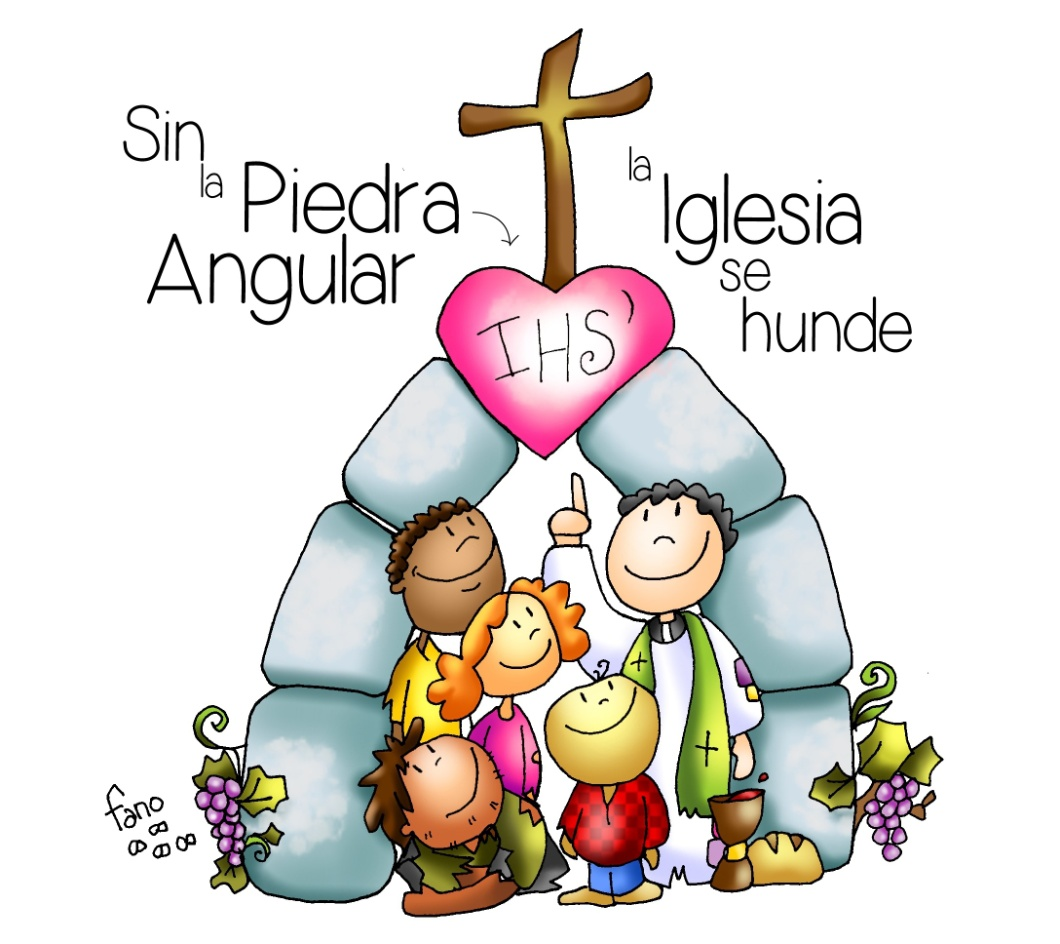 Sin
la Piedra
Angular
la
Iglesia
se
hunde
IHS'
fano